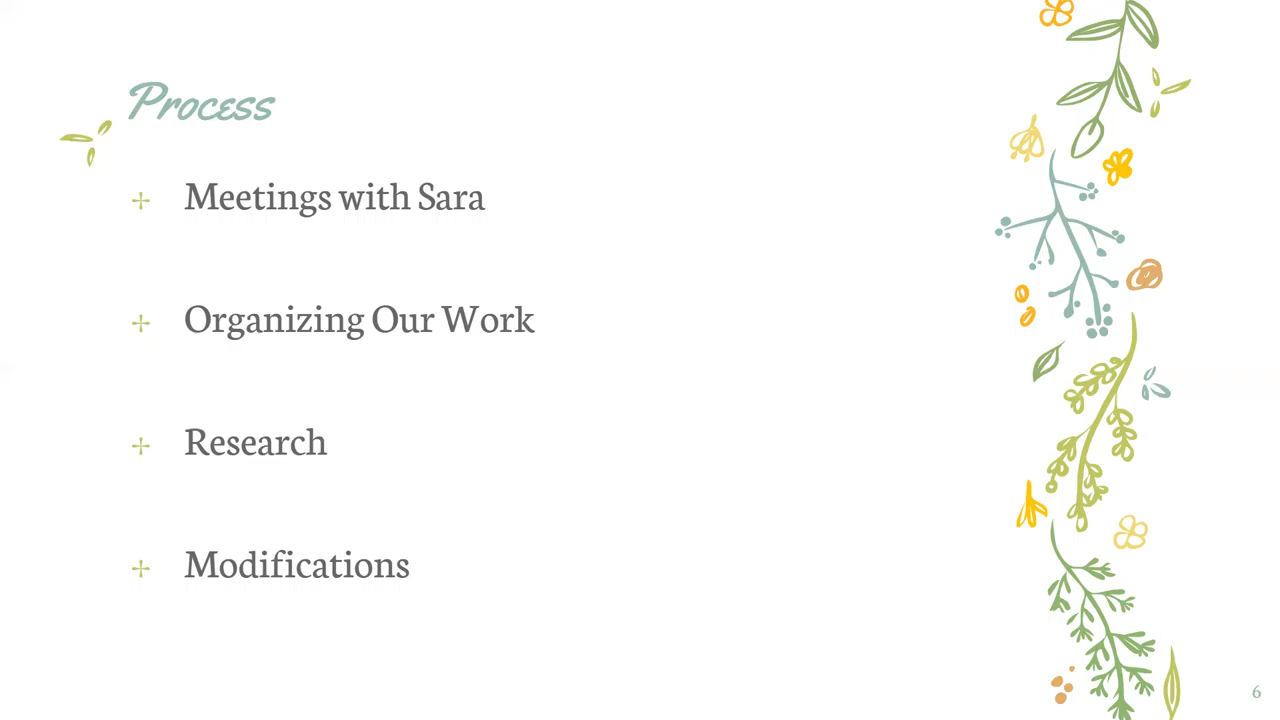 Process
Meetings with Sara
Organizing Our Work
Research
Modifications
6